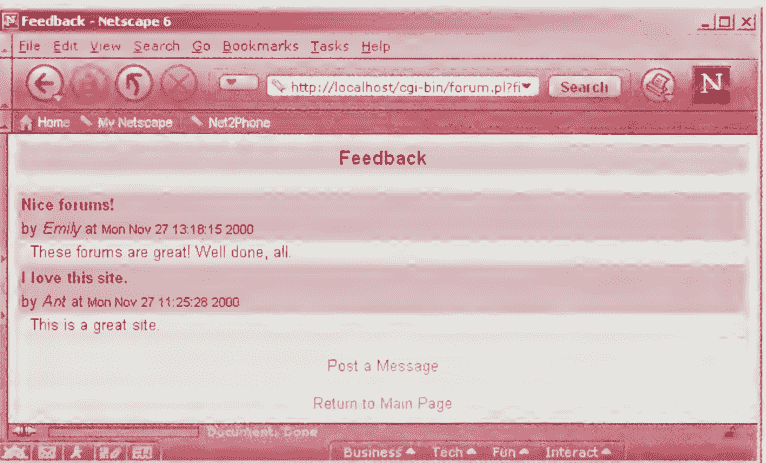 Feedback - Netscape 6
File Edit View Search Go Bookmarks Tasks Help
http://localhost/cgi-bin/forum.pl?fi Search N
Home My Netscape Net2Phone
Feedback
Nice forums!
by Emily at Mon Nov 27 13:18:15 2000
These forums are great! Well done, all.
I love this site.
by Ant at Mon Nov 27 11:25:28 2000
This is a great site.
Post a Message
Return to Main Page
Document: Done
Business Tech Fun Interact